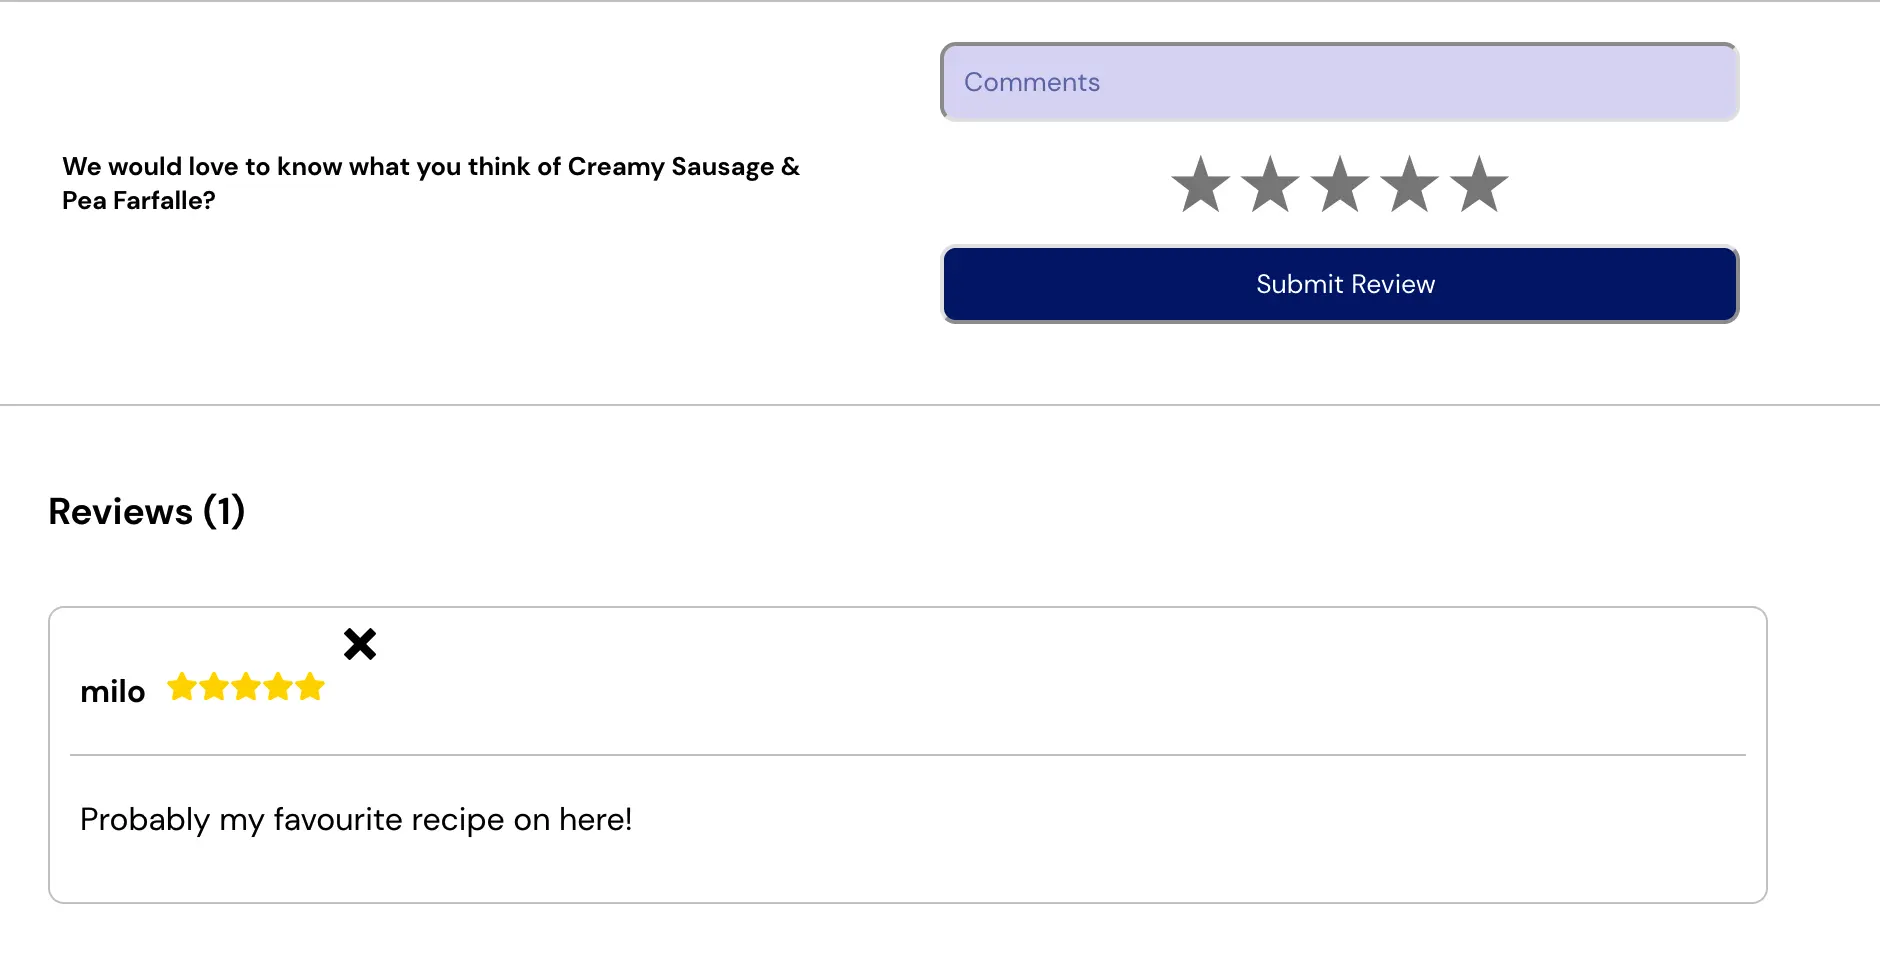 Comments
We would love to know what you think of Creamy Sausage &
Pea Farfalle?
Submit Review
Reviews (1)
milo
Probably my favourite recipe on here!